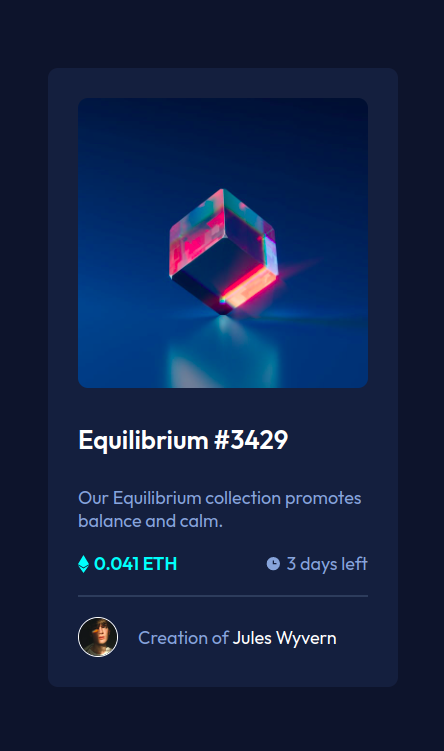 Equilibrium #3429
Our Equilibrium collection promotes
balance and calm.
0.041 ETH
3 days left
Creation of Jules Wyvern